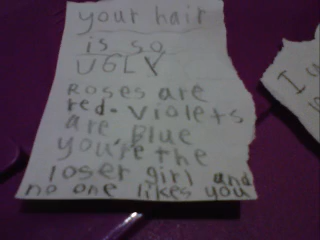 your hair
is so
UGLY
Roses are
red. Violets
are Blue
you're the
loser girl and
no one likes you
I